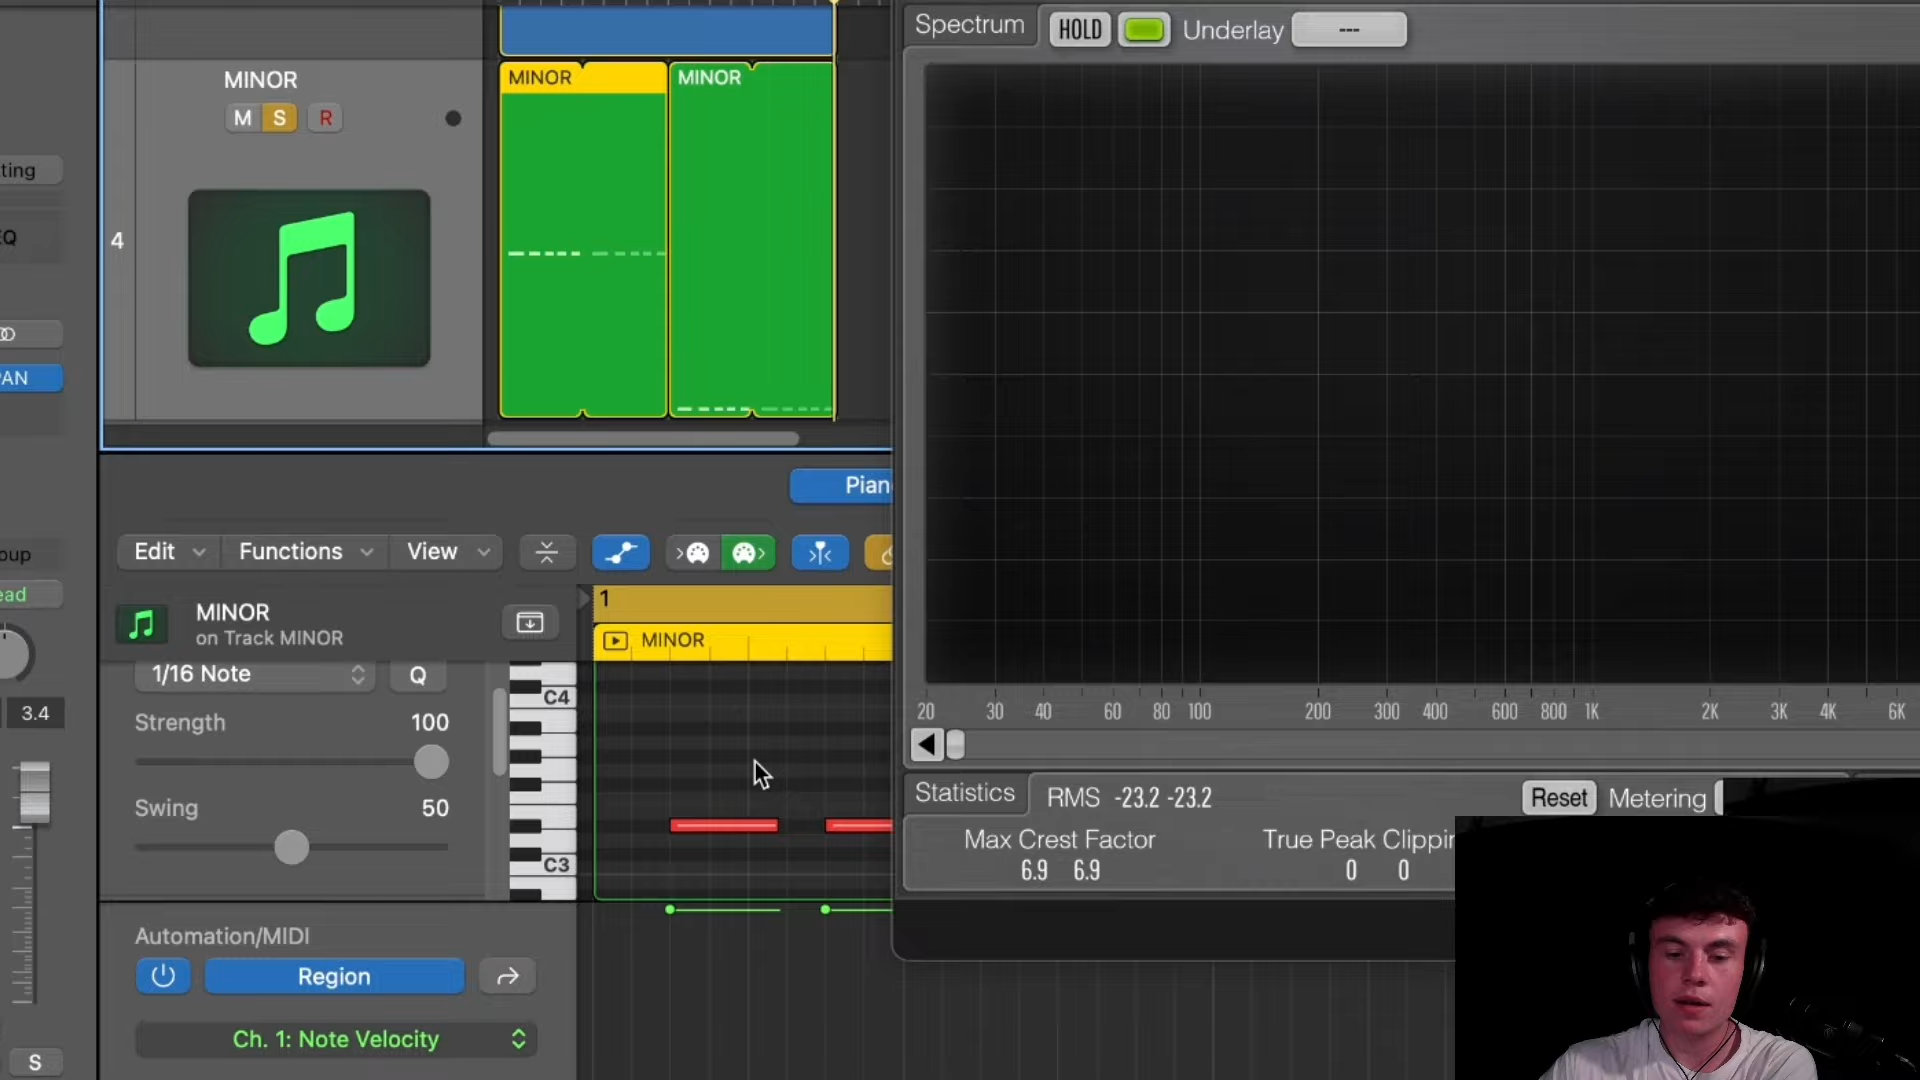 Spectrum HOLD Underlay ---
MINOR
M S R
MINOR MINOR
4
ting
EQ
PAN
oup
ead
3.4
S
Pian
Edit Functions View
MINOR
on Track MINOR
1
MINOR
1/16 Note Q
Strength 100
Swing 50
C4
C3
Automation/MIDI
Region
Ch. 1: Note Velocity
20 30 40 60 80 100 200 300 400 600 800 1K 2K 3K 4K 6K
Statistics RMS -23.2 -23.2 Reset Metering
Max Crest Factor True Peak Clippin
6.9 6.9 0 0